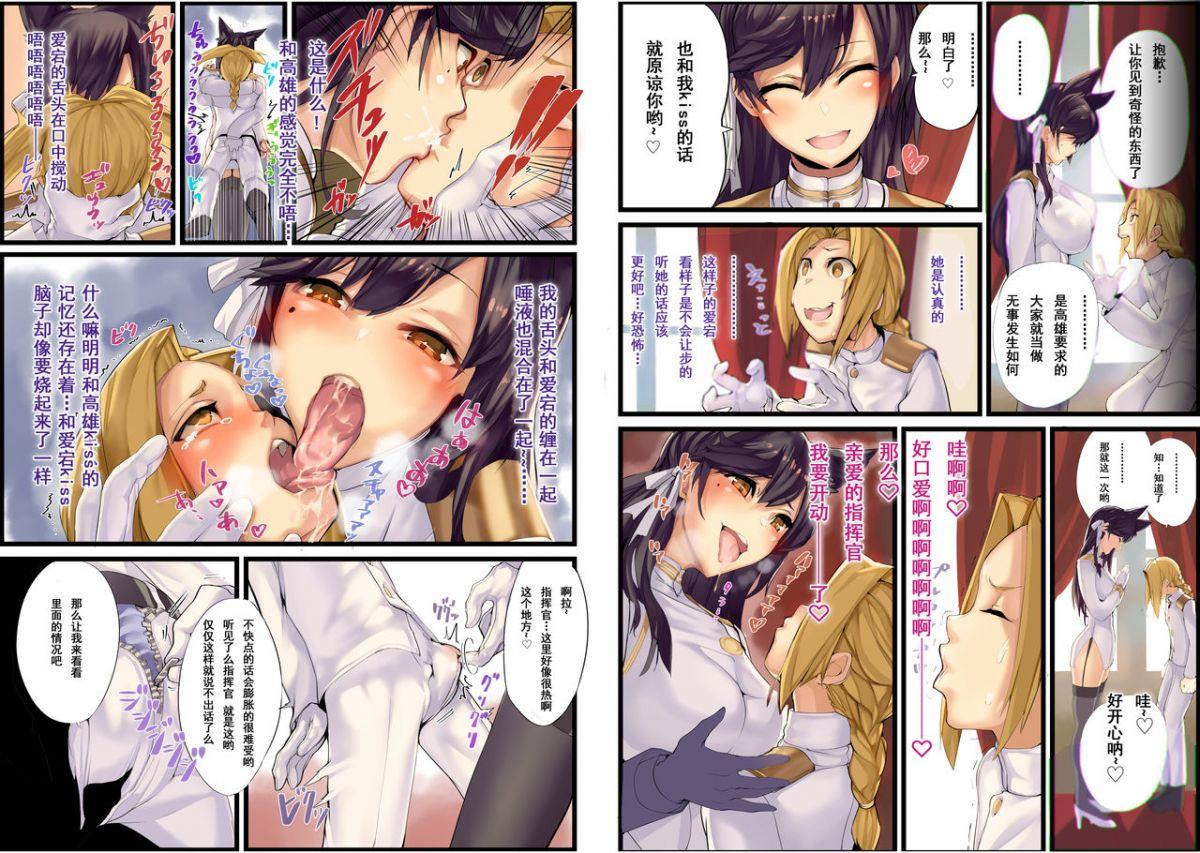 抱歉…
让你见到奇怪的东西了
………
是高雄要求的
大家就当做
无事发生如何
………
明白了♡
那么~
也和我kiss的话
就原谅你哟~♡
………
她是认真的
………
这样子的爱宕
看样子是不会让步的
听她的话应该
更好吧…好恐怖…
………
知…知道了
………
那就这一次哟
哇~♡
好开心呐~♡
哇啊啊♡
好口爱啊啊啊啊啊啊啊——♡
那么♡
亲爱的指挥官
我要开动——了♡
这是什么!
和高雄的感觉完全不唔…
爱宕的舌头在口中搅动
唔唔唔唔唔唔——
我的舌头和爱宕的缠在一起
唾液也混合在了一起~……
什么嘛明明和高雄kiss的
记忆还存在着…和爱宕kiss
脑子却像要烧起来了一样
啊拉~
指挥官…这里好像很热啊
这个地方~♡
不快点的话会膨胀的很难受哟
听见了么指挥官 就是这哟
仅仅这样就说不出话了么
那么让我来看看
里面的情况吧